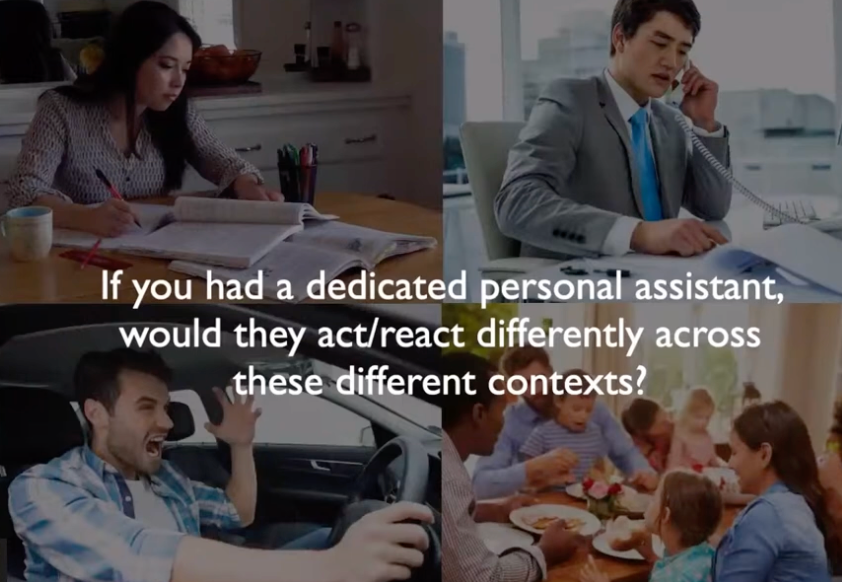 If you had a dedicated personal assistant,
would they act/react differently across
these different contexts?